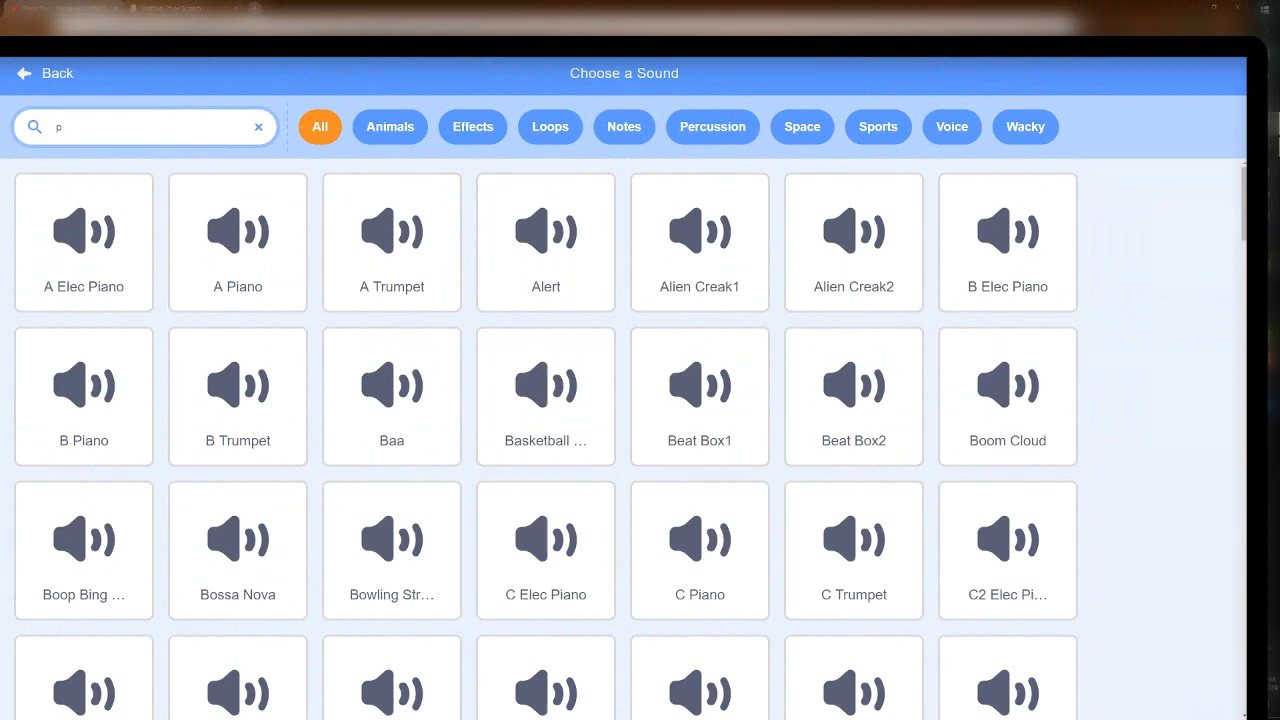 Back
Choose a Sound
p
All
Animals
Effects
Loops
Notes
Percussion
Space
Sports
Voice
Wacky
A Elec Piano
A Piano
A Trumpet
Alert
Alien Creak1
Alien Creak2
B Elec Piano
B Piano
B Trumpet
Baa
Basketball ...
Beat Box1
Beat Box2
Boom Cloud
Boop Bing ...
Bossa Nova
Bowling Str...
C Elec Piano
C Piano
C Trumpet
C2 Elec Pi...